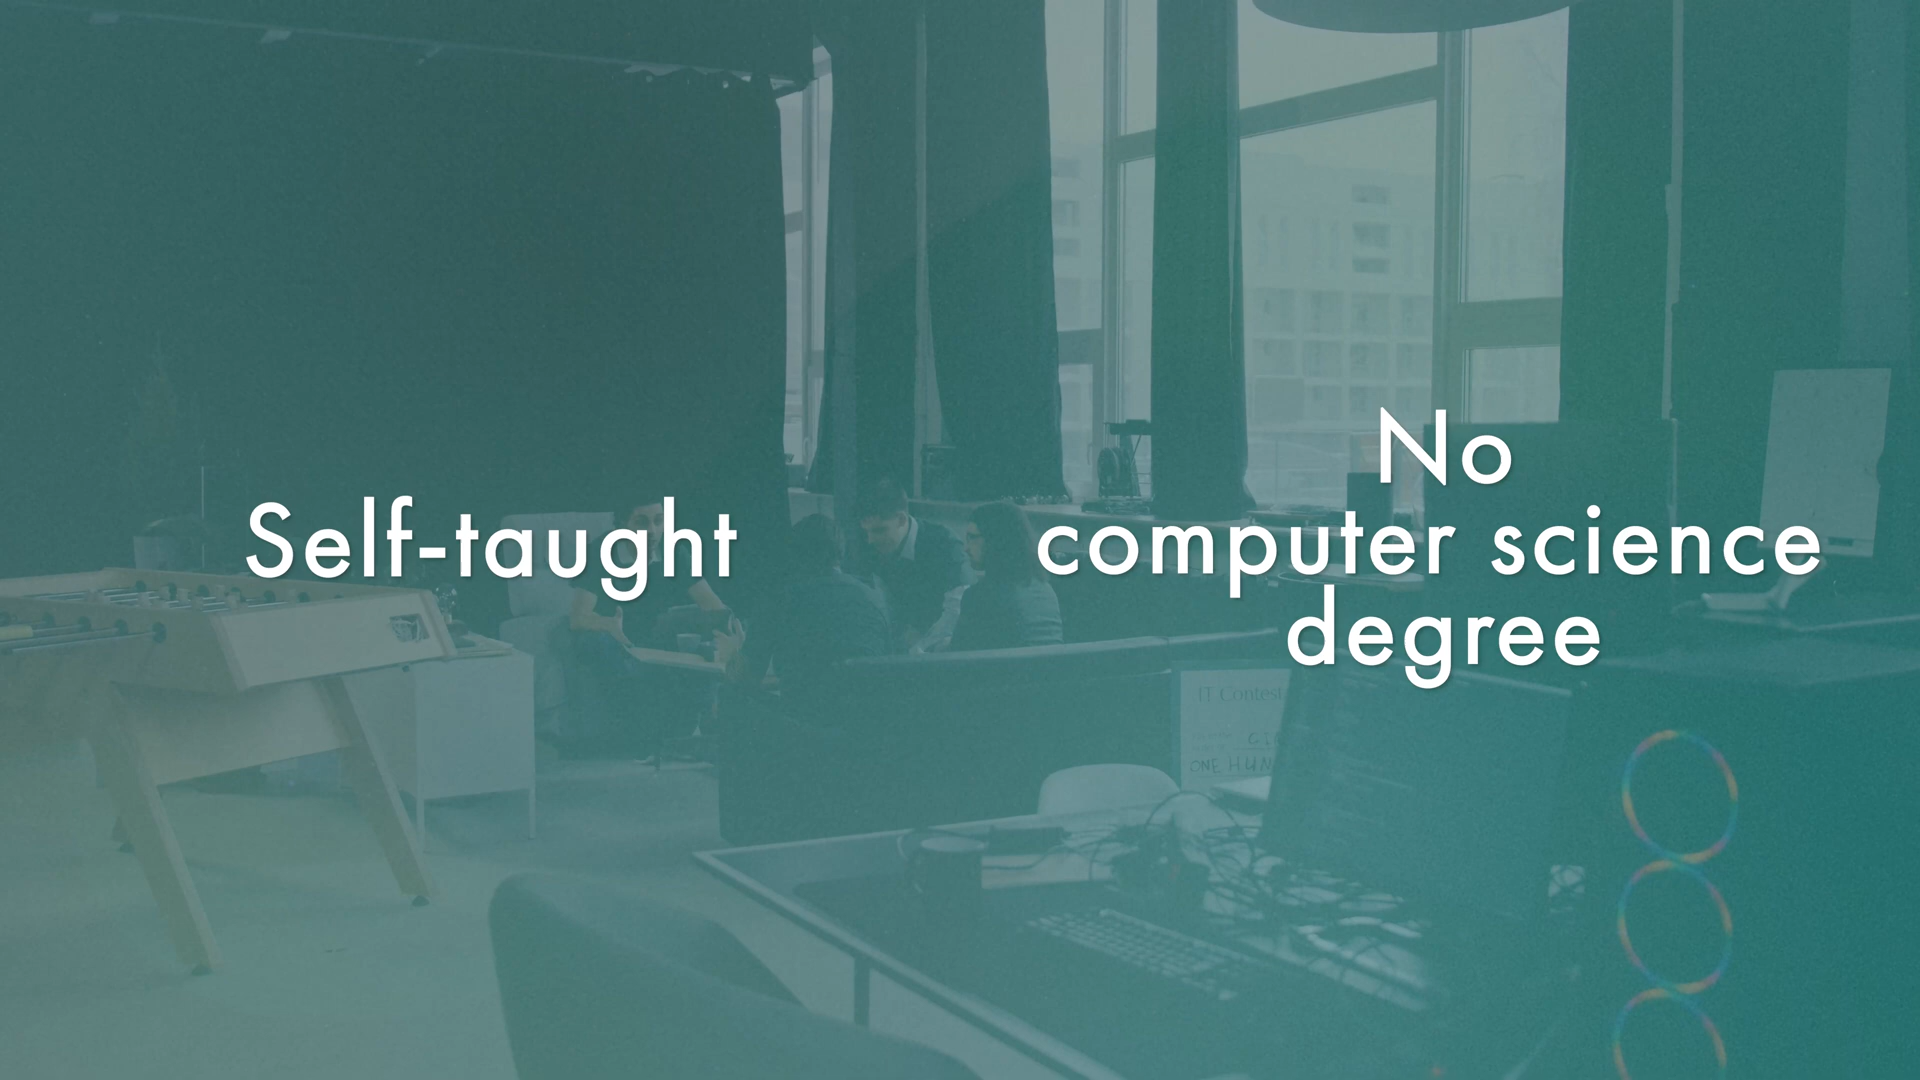 Self-taught
No
computer science
degree
IT Contest